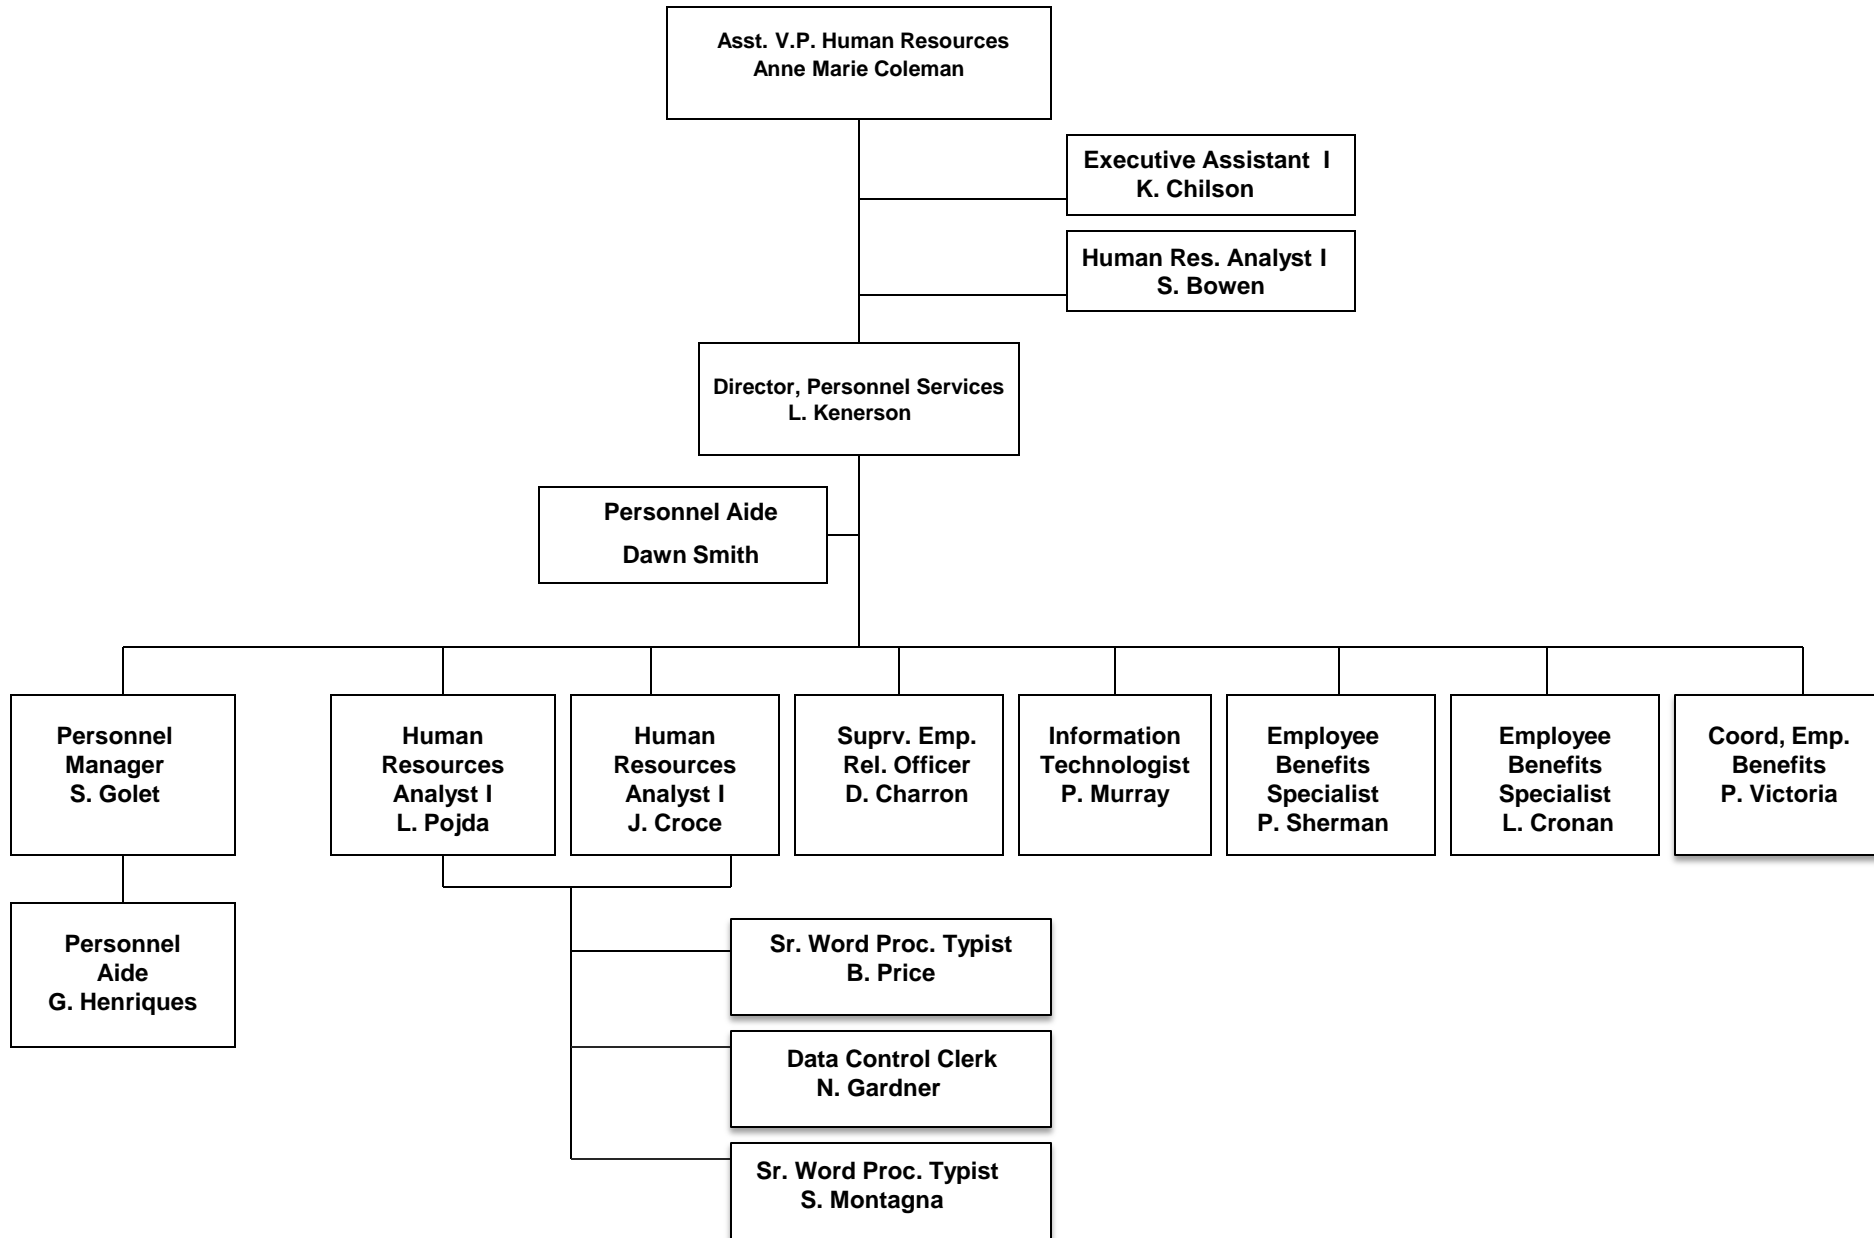 Asst. V.P. Human Resources
Anne Marie Coleman
Executive Assistant I
K. Chilson
Human Res. Analyst I
S. Bowen
Director, Personnel Services
L. Kenerson
Personnel Aide
Dawn Smith
Personnel
Manager
S. Golet
Human
Resources
Analyst I
L. Pojda
Human
Resources
Analyst I
J. Croce
Suprv. Emp.
Rel. Officer
D. Charron
Information
Technologist
P. Murray
Employee
Benefits
Specialist
P. Sherman
Employee
Benefits
Specialist
L. Cronan
Coord, Emp.
Benefits
P. Victoria
Personnel
Aide
G. Henriques
Sr. Word Proc. Typist
B. Price
Data Control Clerk
N. Gardner
Sr. Word Proc. Typist
S. Montagna